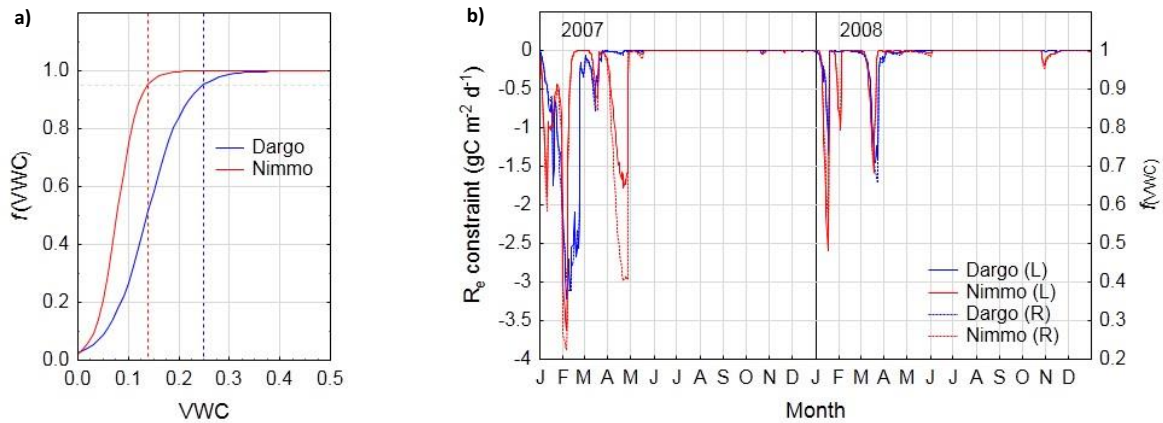 a)
f(VWC)
1.0
0.8
0.6
0.4
0.2
0.0
Dargo
Nimmo
0.0 0.1 0.2 0.3 0.4 0.5
VWC
b)
2007 2008
Re constraint (gC m-2 d-1)
0
-0.5
-1
-1.5
-2
-2.5
-3
-3.5
-4
Dargo (L)
Nimmo (L)
Dargo (R)
Nimmo (R)
1
0.9
0.8
0.7
0.6
0.5
0.4
0.3
0.2
f(VWC)
J F M A M J J A S O N D J F M A M J J A S O N D
Month